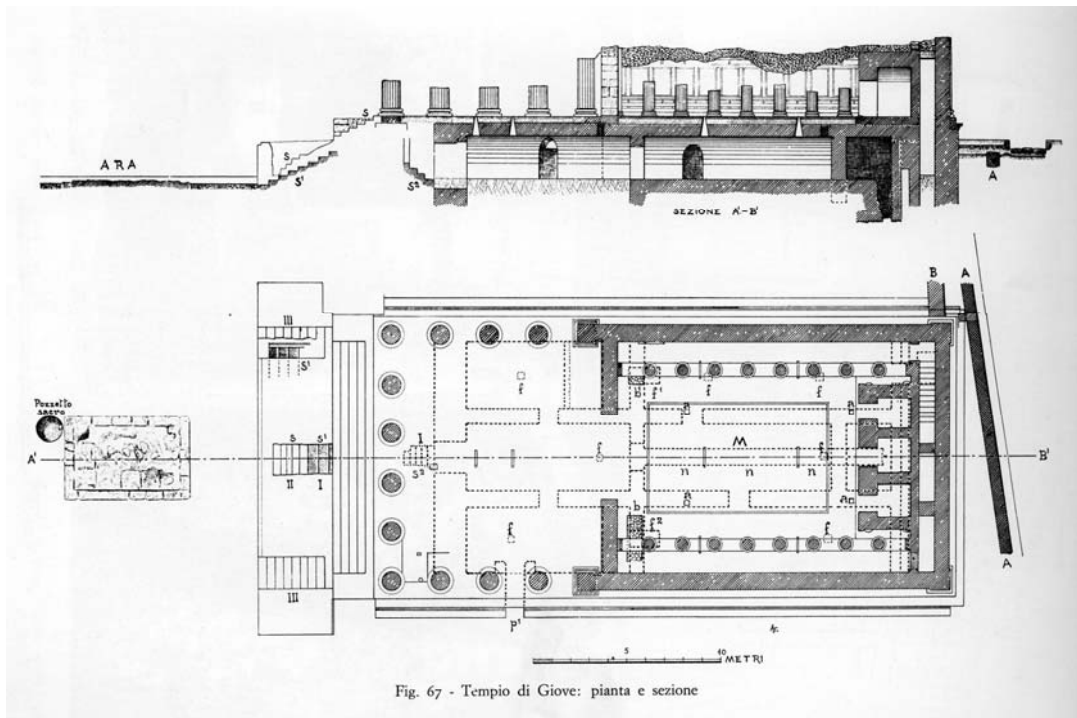 S
A R A
S
S¹
S²
A
SEZIONE A'-B'
B
A
III
S¹
Pozzetto
sacro
f
b
f¹
f
f
a
a
A'
S
S¹
I
S²
f
M
f
B'
II
I
n
n
n
a
a
b
f²
f
f
III
A
P¹
5
10
METRI
Fig. 67 - Tempio di Giove: pianta e sezione